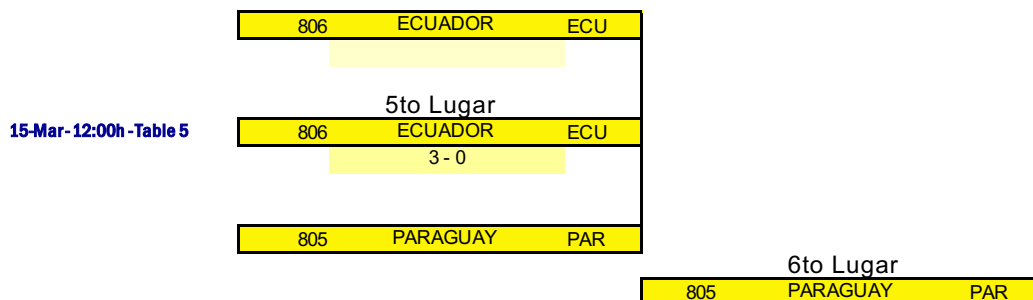 806 ECUADOR ECU
5to Lugar
15-Mar-12:00h-Table 5 806 ECUADOR ECU
3 - 0
805 PARAGUAY PAR
6to Lugar
805 PARAGUAY PAR